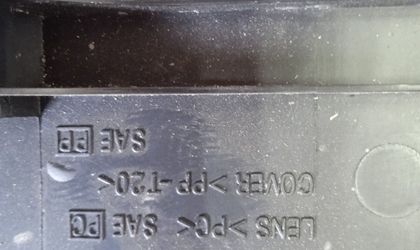 LENS >PC< SAE PC
COVER >PP-T20<
SAE PP